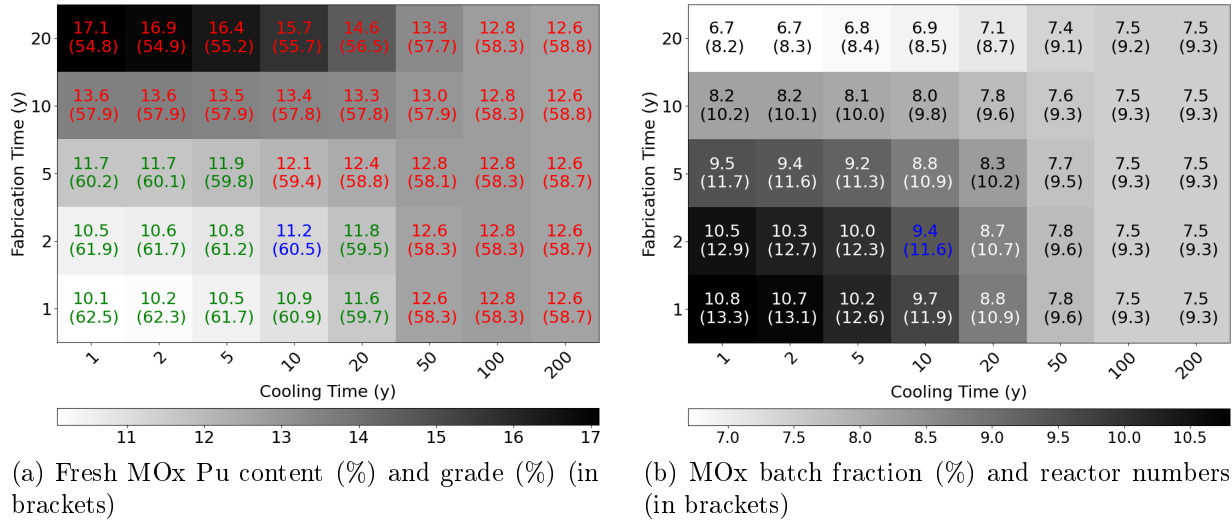 Fabrication Time (y)
20
17.1 16.9 16.4 15.7 14.6 13.3 12.8 12.6
(54.8) (54.9) (55.2) (55.7) (56.5) (57.7) (58.3) (58.8)
10
13.6 13.6 13.5 13.4 13.3 13.0 12.8 12.6
(57.9) (57.9) (57.9) (57.8) (57.8) (57.9) (58.3) (58.8)
5
11.7 11.7 11.9 12.1 12.4 12.8 12.8 12.6
(60.2) (60.1) (59.8) (59.4) (58.8) (58.1) (58.3) (58.7)
2
10.5 10.6 10.8 11.2 11.8 12.6 12.8 12.6
(61.9) (61.7) (61.2) (60.5) (59.5) (58.3) (58.3) (58.7)
1
10.1 10.2 10.5 10.9 11.6 12.6 12.8 12.6
(62.5) (62.3) (61.7) (60.9) (59.7) (58.3) (58.3) (58.7)
1 2 5 10 20 50 100 200
Cooling Time (y)
11 12 13 14 15 16 17
(a) Fresh MOx Pu content (%) and grade (%) (in
brackets)
Fabrication Time (y)
20
6.7 6.7 6.8 6.9 7.1 7.4 7.5 7.5
(8.2) (8.3) (8.4) (8.5) (8.7) (9.1) (9.2) (9.3)
10
8.2 8.2 8.1 8.0 7.8 7.6 7.5 7.5
(10.2) (10.1) (10.0) (9.8) (9.6) (9.3) (9.3) (9.3)
5
9.5 9.4 9.2 8.8 8.3 7.7 7.5 7.5
(11.7) (11.6) (11.3) (10.9) (10.2) (9.5) (9.3) (9.3)
2
10.5 10.3 10.0 9.4 8.7 7.8 7.5 7.5
(12.9) (12.7) (12.3) (11.6) (10.7) (9.6) (9.3) (9.3)
1
10.8 10.7 10.2 9.7 8.8 7.8 7.5 7.5
(13.3) (13.1) (12.6) (11.9) (10.9) (9.6) (9.3) (9.3)
1 2 5 10 20 50 100 200
Cooling Time (y)
7.0 7.5 8.0 8.5 9.0 9.5 10.0 10.5
(b) MOx batch fraction (%) and reactor numbers
(in brackets)